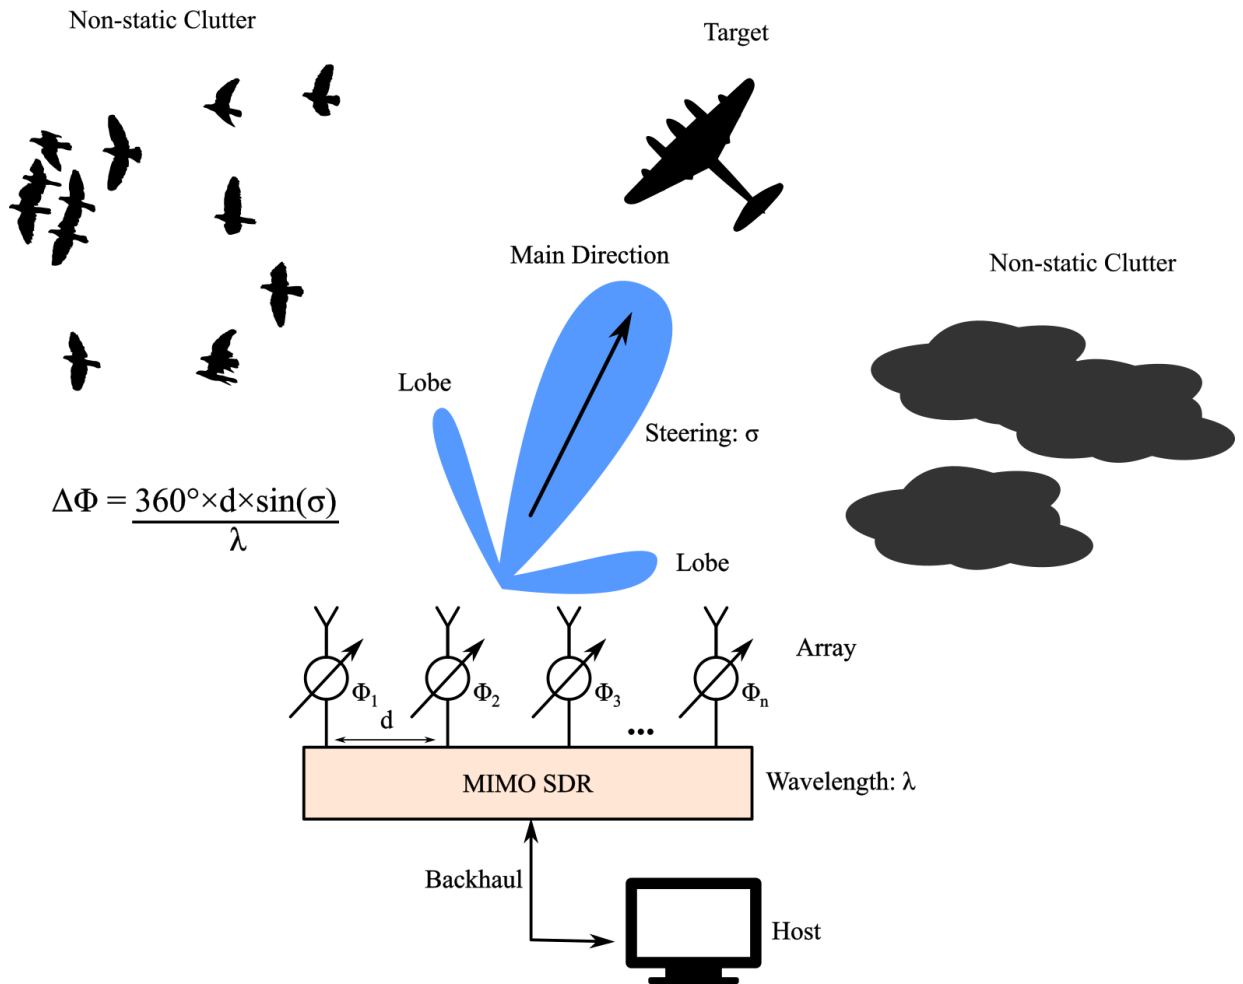 Non-static Clutter
Target
Main Direction
Non-static Clutter
Lobe
Steering: σ
ΔΦ = 360°×d×sin(σ)
λ
Lobe
Array
Φ1 Φ2 Φ3 Φn
d
...
MIMO SDR
Wavelength: λ
Backhaul
Host